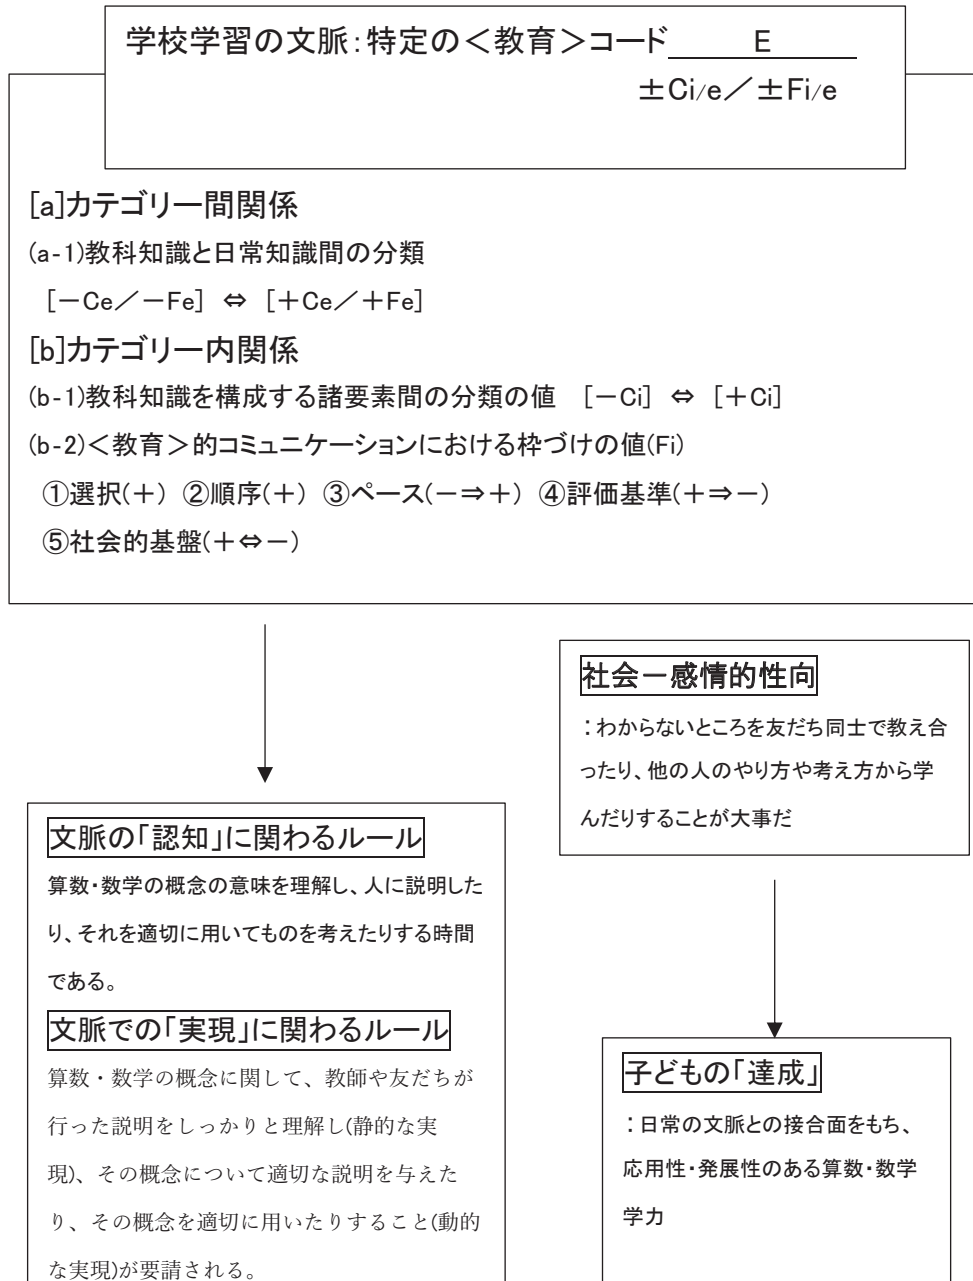 学校学習の文脈:特定の<教育>コード　　E
±Ci/e／±Fi/e
[a]カテゴリー間関係
(a-1)教科知識と日常知識間の分類
[－Ce／－Fe] ⇔ [＋Ce／＋Fe]
[b]カテゴリー内関係
(b-1)教科知識を構成する諸要素間の分類の値　[－Ci] ⇔ [＋Ci]
(b-2)<教育>的コミュニケーションにおける枠づけの値(Fi)
①選択(＋) ②順序(＋) ③ペース(－⇒＋) ④評価基準(＋⇒－)
⑤社会的基盤(＋⇔－)
社会－感情的性向
:わからないところを友だち同士で教え合
ったり、他の人のやり方や考え方から学
んだりすることが大事だ
文脈の「認知」に関わるルール
算数・数学の概念の意味を理解し、人に説明した
り、それを適切に用いてものを考えたりする時間
である。
文脈での「実現」に関わるルール
算数・数学の概念に関して、教師や友だちが
行った説明をしっかりと理解し(静的な実
現)、その概念について適切な説明を与えた
り、その概念を適切に用いたりすること(動的
な実現)が要請される。
子どもの「達成」
:日常の文脈との接合面をもち、
応用性・発展性のある算数・数学
学力